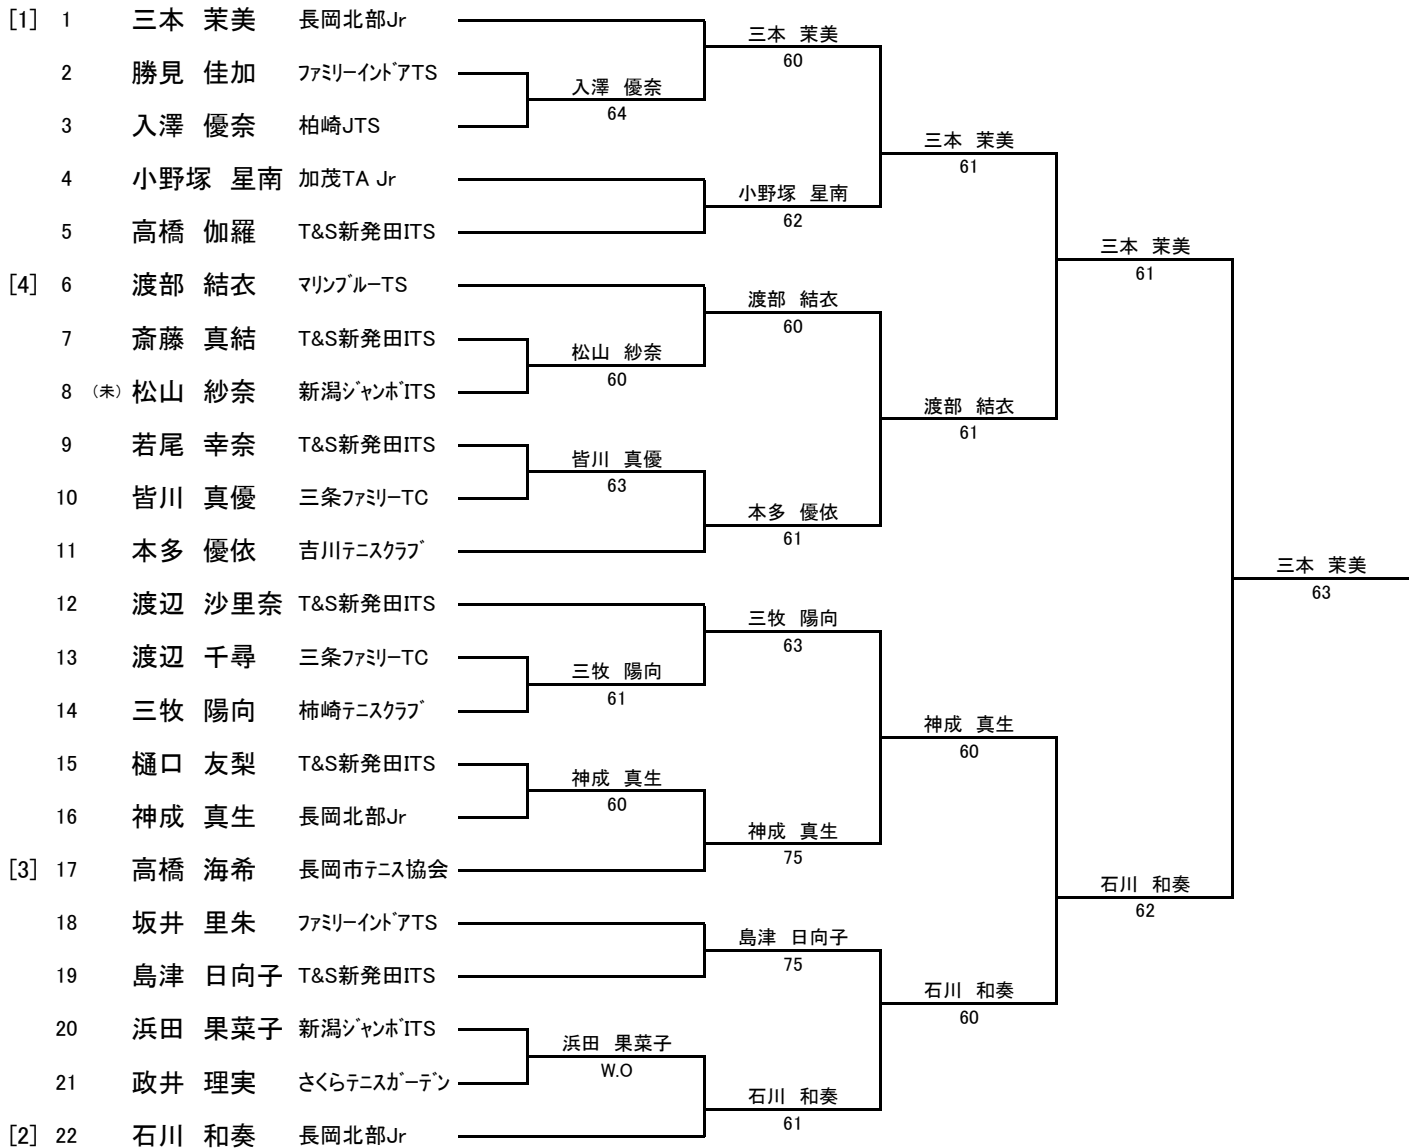 [1] 1 三本 茉美 長岡北部Jr
三本 茉美
60
2 勝見 佳加 ファミリーインドアTS
入澤 優奈
64
3 入澤 優奈 柏崎JTS
三本 茉美
61
4 小野塚 星南 加茂TA Jr
小野塚 星南
62
5 高橋 伽羅 T&S新発田ITS
三本 茉美
61
[4] 6 渡部 結衣 マリンブルーTS
渡部 結衣
60
7 斎藤 真結 T&S新発田ITS
松山 紗奈
60
8 (未) 松山 紗奈 新潟ジャンボITS
渡部 結衣
61
9 若尾 幸奈 T&S新発田ITS
皆川 真優
63
10 皆川 真優 三条ファミリーTC
本多 優依
61
11 本多 優依 吉川テニスクラブ
三本 茉美
63
12 渡辺 沙里奈 T&S新発田ITS
三牧 陽向
63
13 渡辺 千尋 三条ファミリーTC
三牧 陽向
61
14 三牧 陽向 柿崎テニスクラブ
神成 真生
60
15 樋口 友梨 T&S新発田ITS
神成 真生
60
16 神成 真生 長岡北部Jr
神成 真生
75
[3] 17 高橋 海希 長岡市テニス協会
石川 和奏
62
18 坂井 里朱 ファミリーインドアTS
島津 日向子
75
19 島津 日向子 T&S新発田ITS
石川 和奏
60
20 浜田 果菜子 新潟ジャンボITS
浜田 果菜子
W.O
21 政井 理実 さくらテニスガーデン
石川 和奏
61
[2] 22 石川 和奏 長岡北部Jr